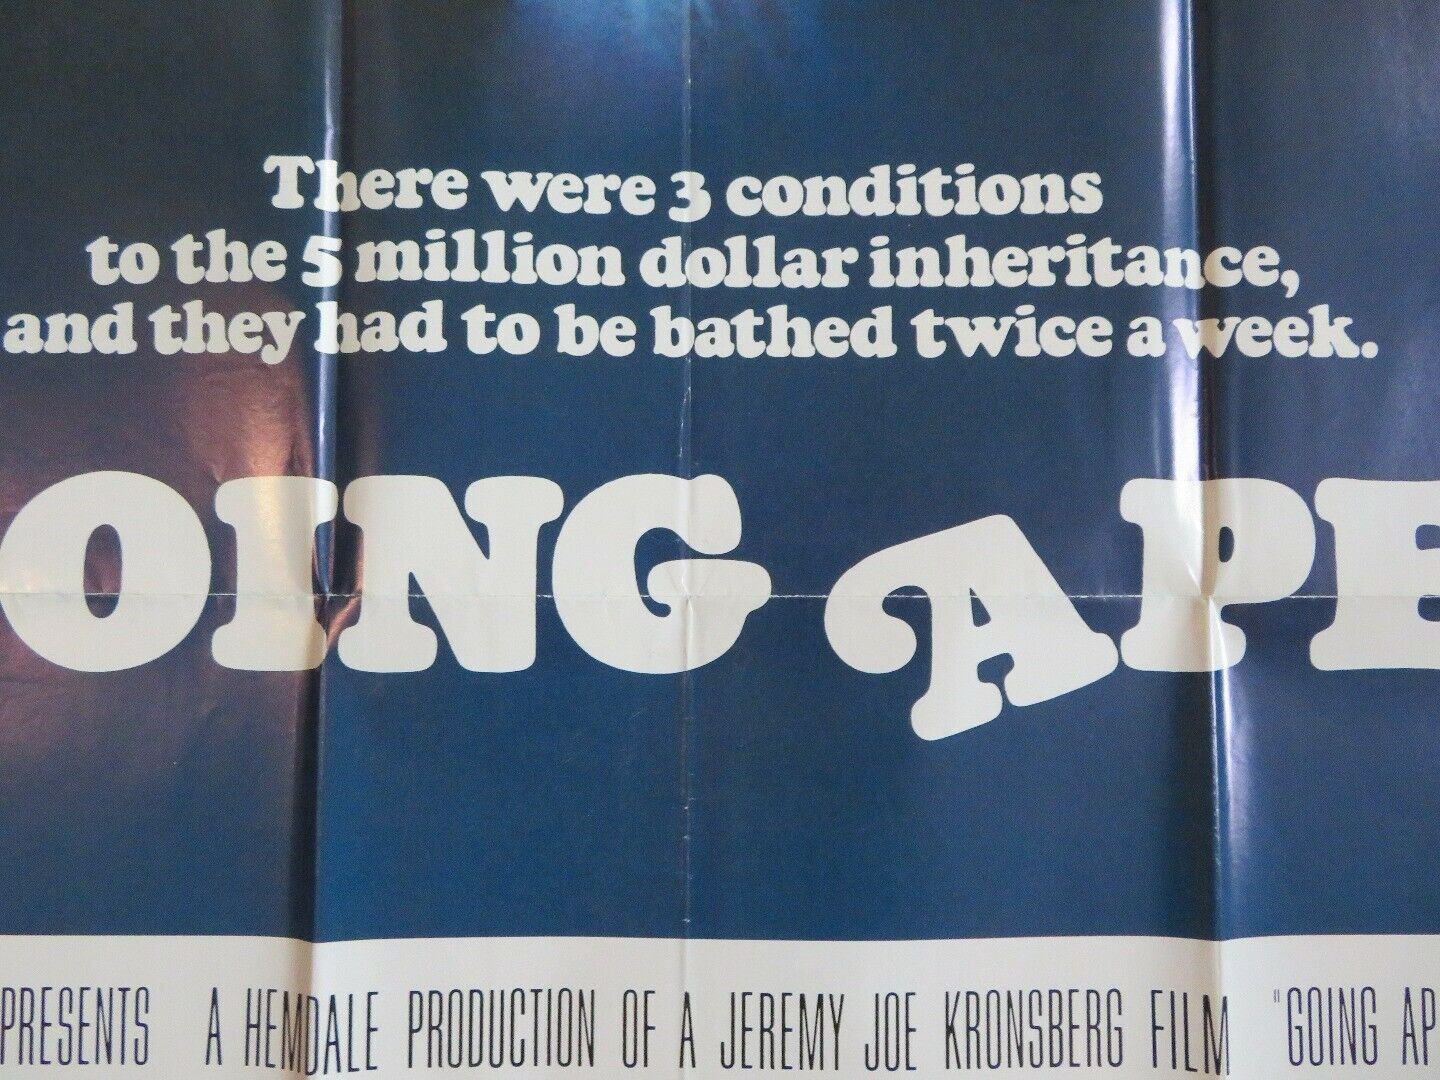 There were 3 conditions
to the 5 million dollar inheritance,
and they had to be bathed twice a week.
OING APE
PRESENTS A HEMDALE PRODUCTION OF A JEREMY JOE KRONSBERG FILM "GOING AP